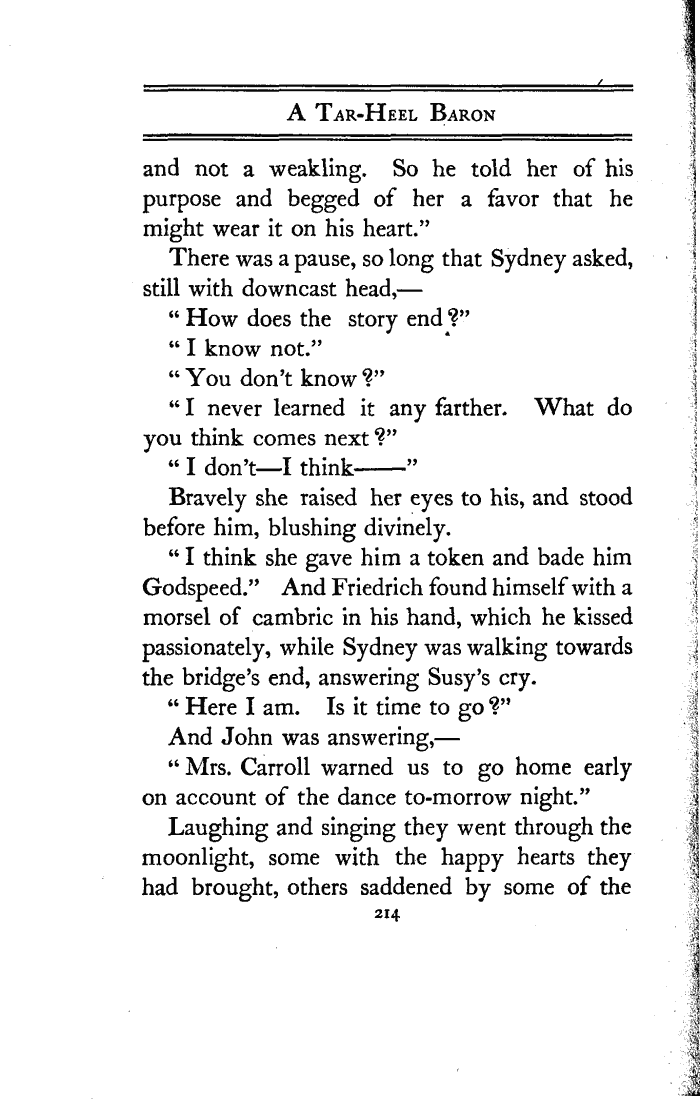 A Tar-Heel Baron
and not a weakling. So he told her of his
purpose and begged of her a favor that he
might wear it on his heart.”
There was a pause, so long that Sydney asked,
still with downcast head,—
“How does the story end?”
“I know not.”
“You don’t know?”
“I never learned it any farther. What do
you think comes next?”
“I don’t—I think——”
Bravely she raised her eyes to his, and stood
before him, blushing divinely.
“I think she gave him a token and bade him
Godspeed.” And Friedrich found himself with a
morsel of cambric in his hand, which he kissed
passionately, while Sydney was walking towards
the bridge’s end, answering Susy’s cry.
“Here I am. Is it time to go?”
And John was answering,—
“Mrs. Carroll warned us to go home early
on account of the dance to-morrow night.”
Laughing and singing they went through the
moonlight, some with the happy hearts they
had brought, others saddened by some of the
214